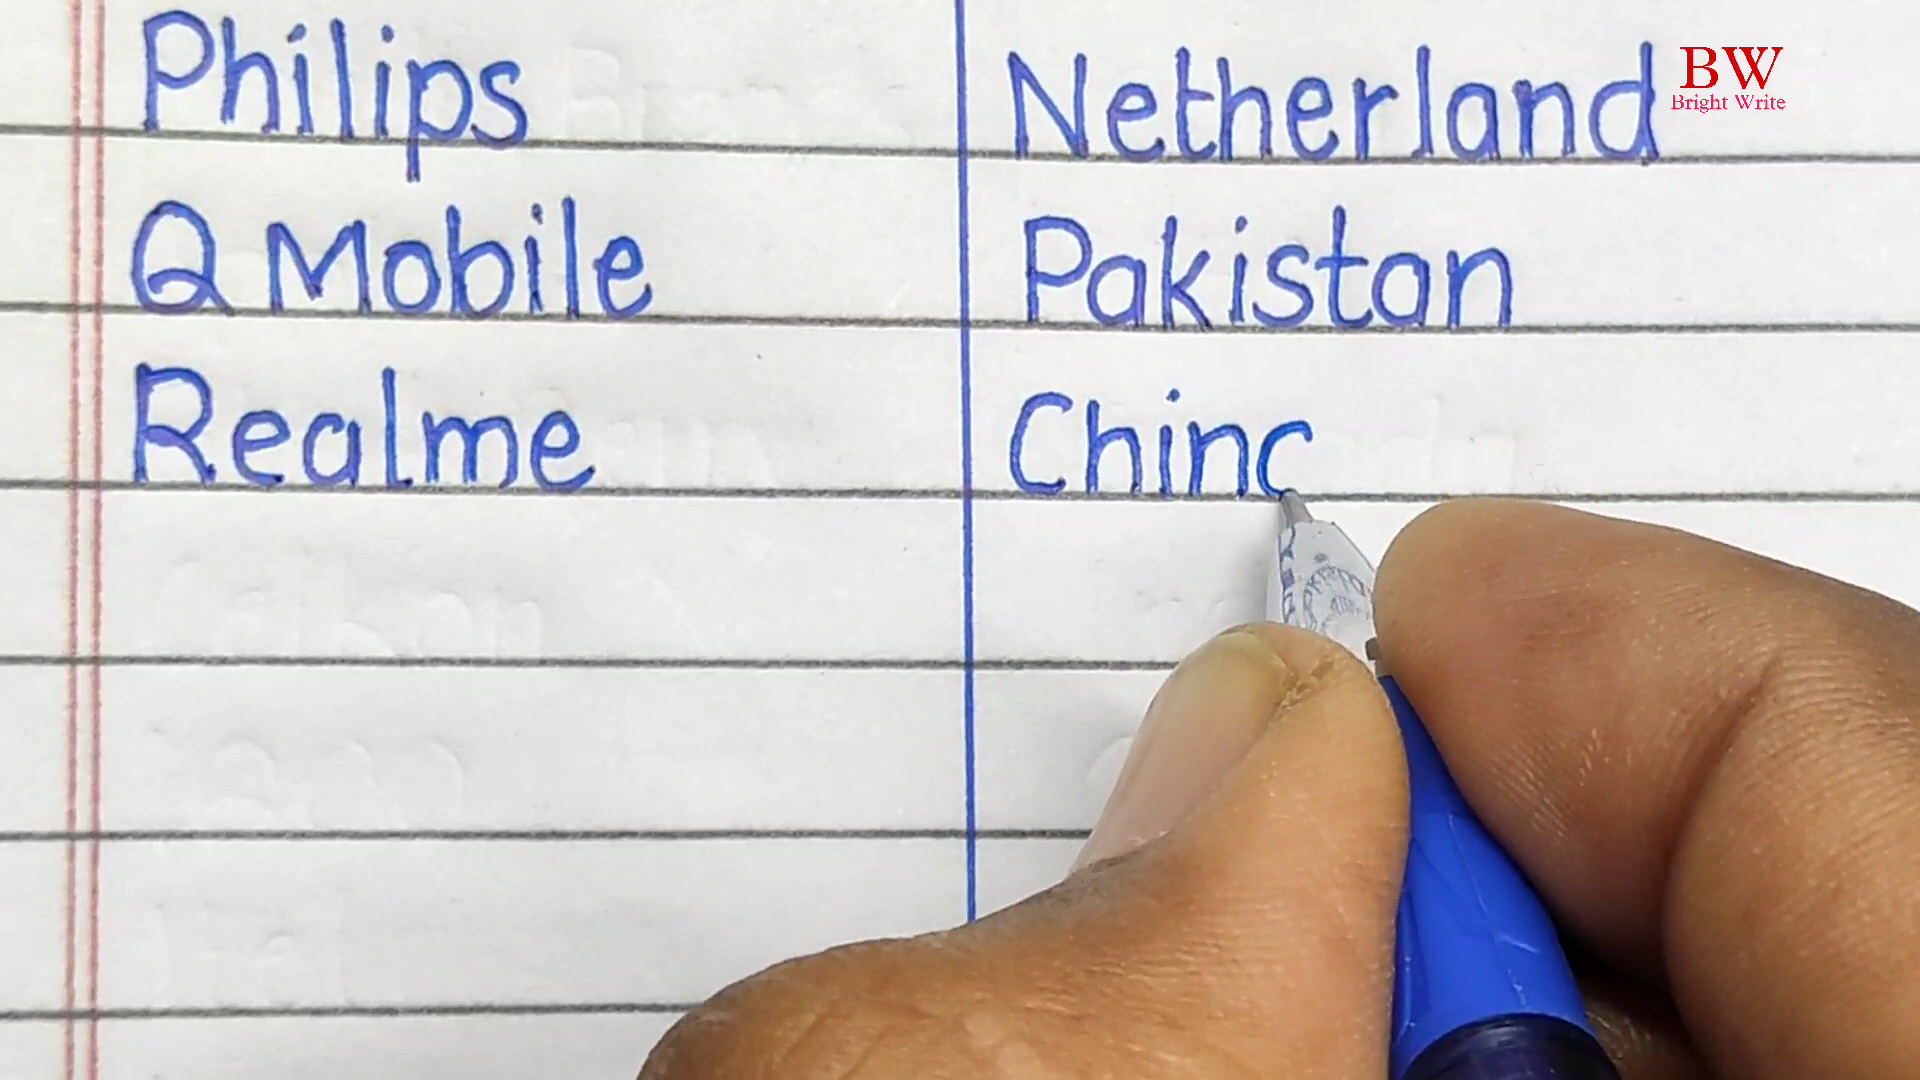 Philips Netherland
BW
Bright Write
Q Mobile Pakistan
Realme Chinc